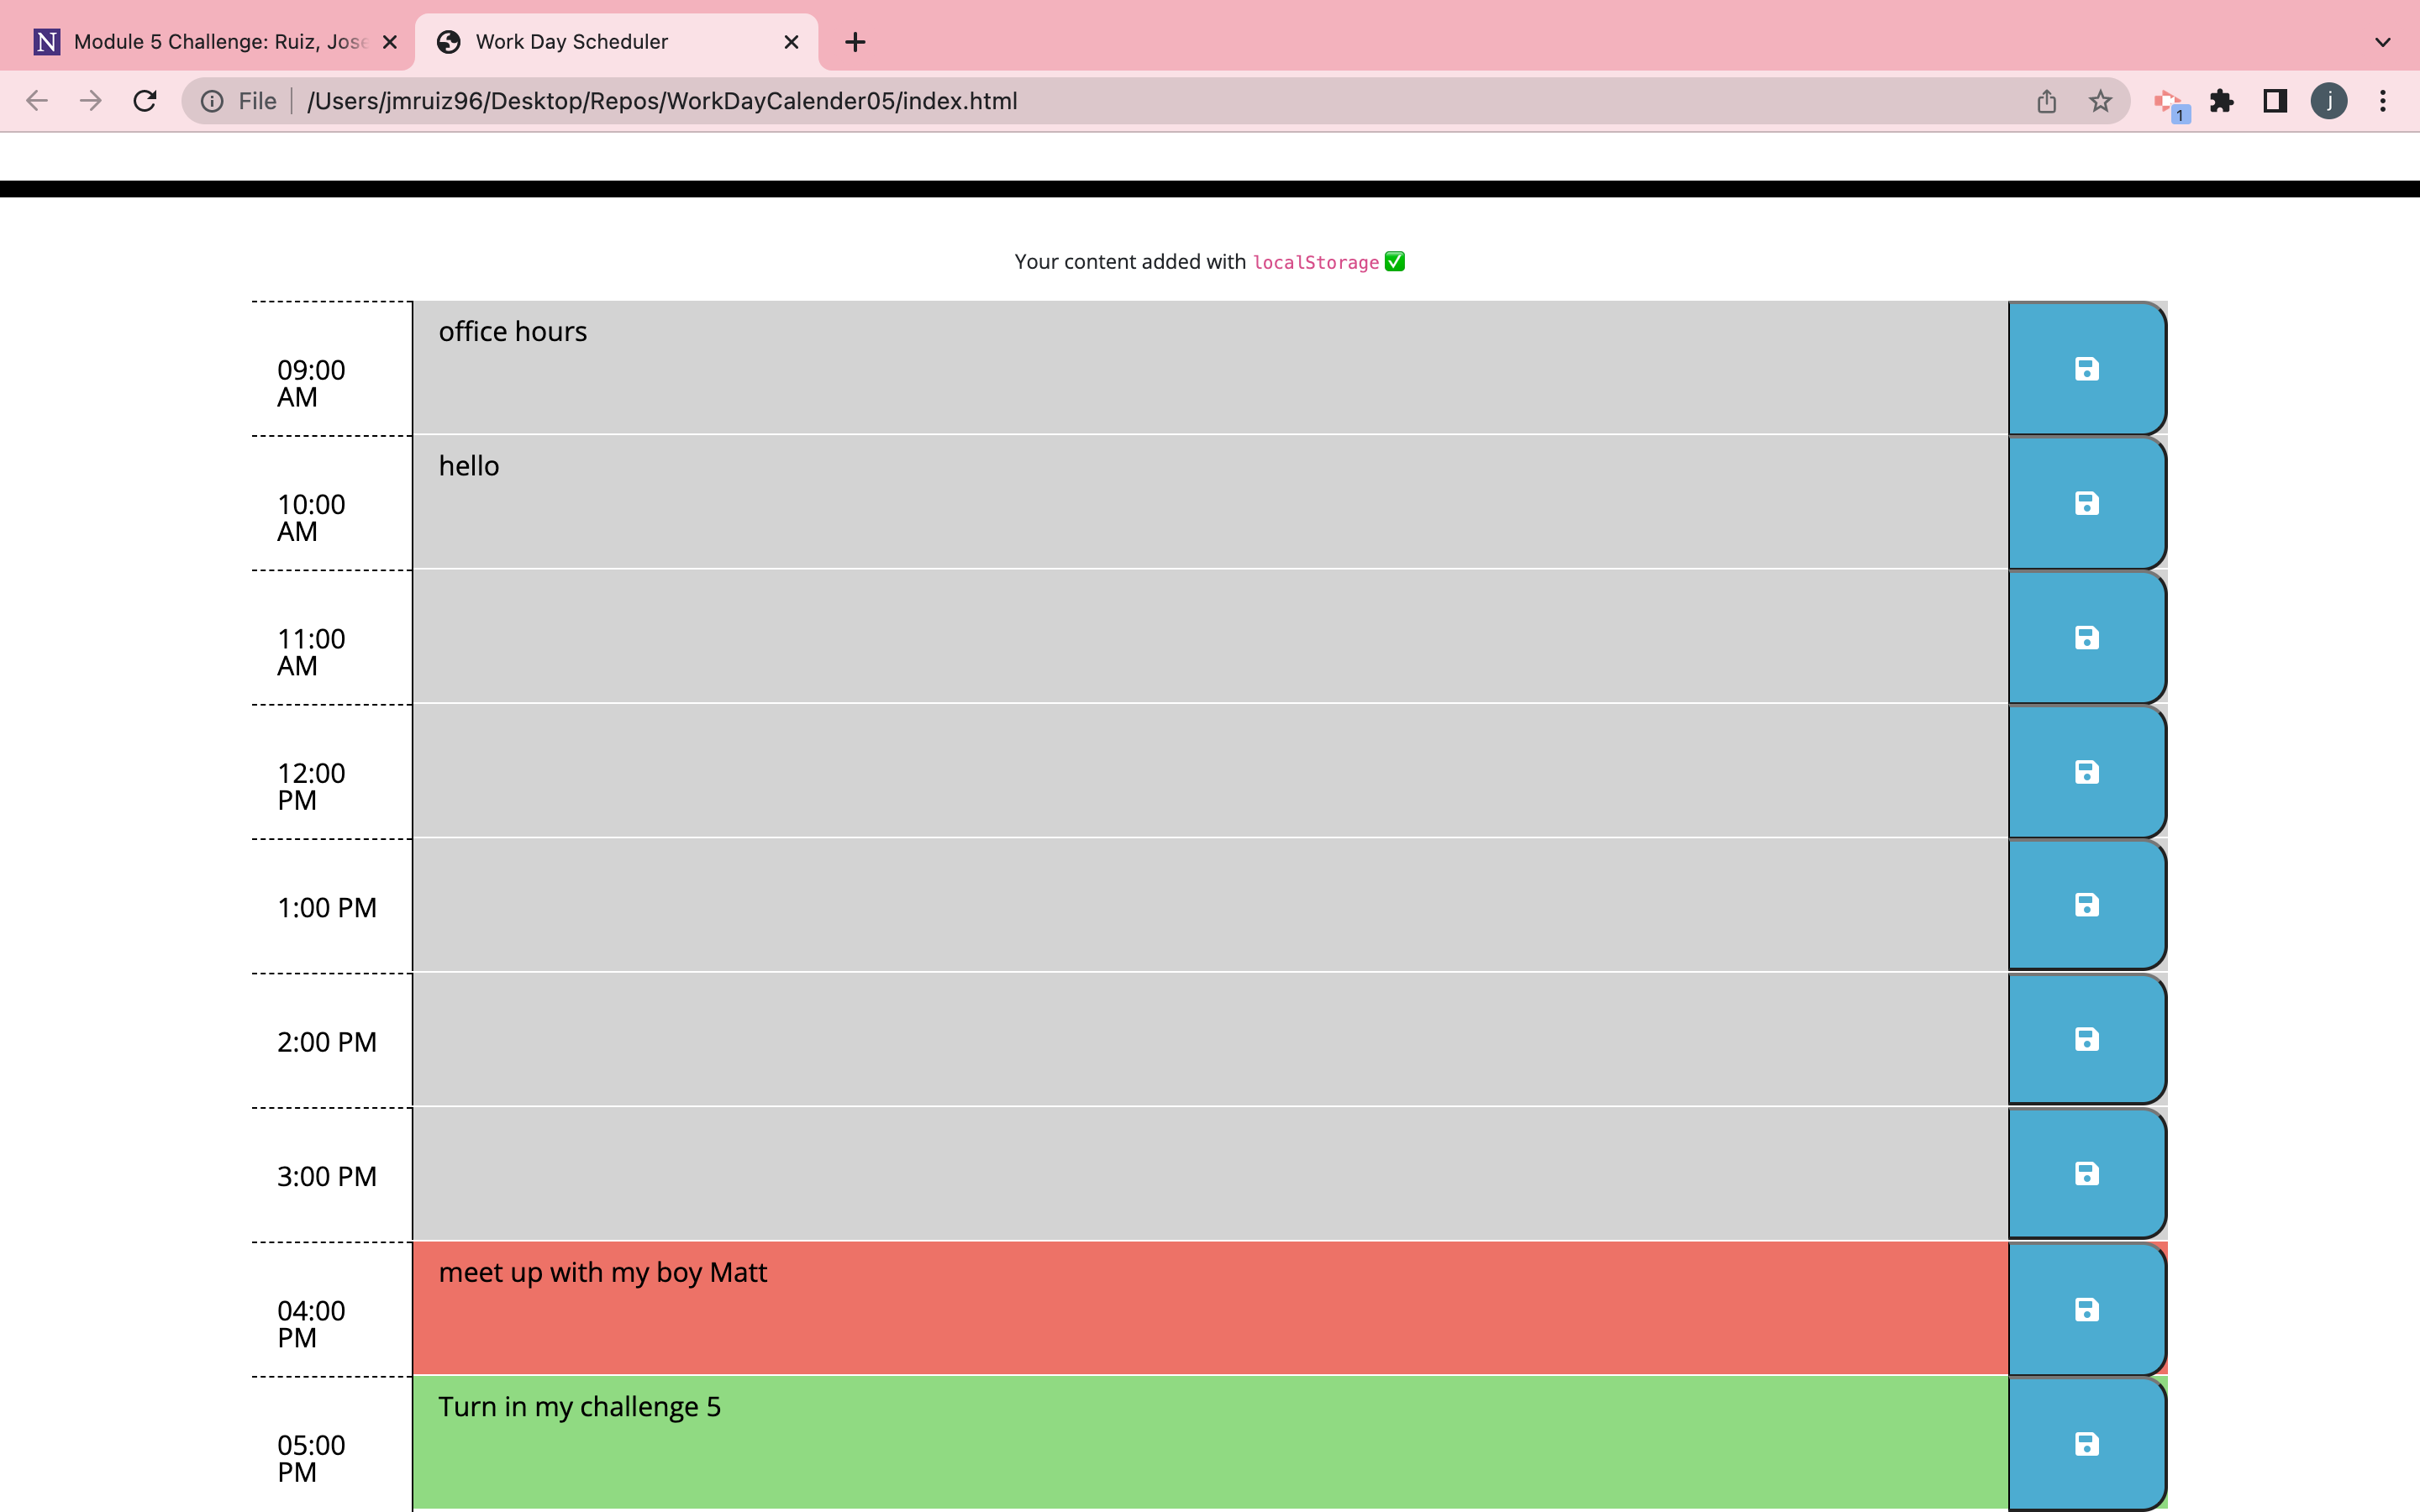 N Module 5 Challenge: Ruiz, Jose
Work Day Scheduler
File /Users/jmruiz96/Desktop/Repos/WorkDayCalender05/index.html
1
j
Your content added with localStorage ✅
office hours
09:00
AM
hello
10:00
AM
11:00
AM
12:00
PM
1:00 PM
2:00 PM
3:00 PM
meet up with my boy Matt
04:00
PM
Turn in my challenge 5
05:00
PM